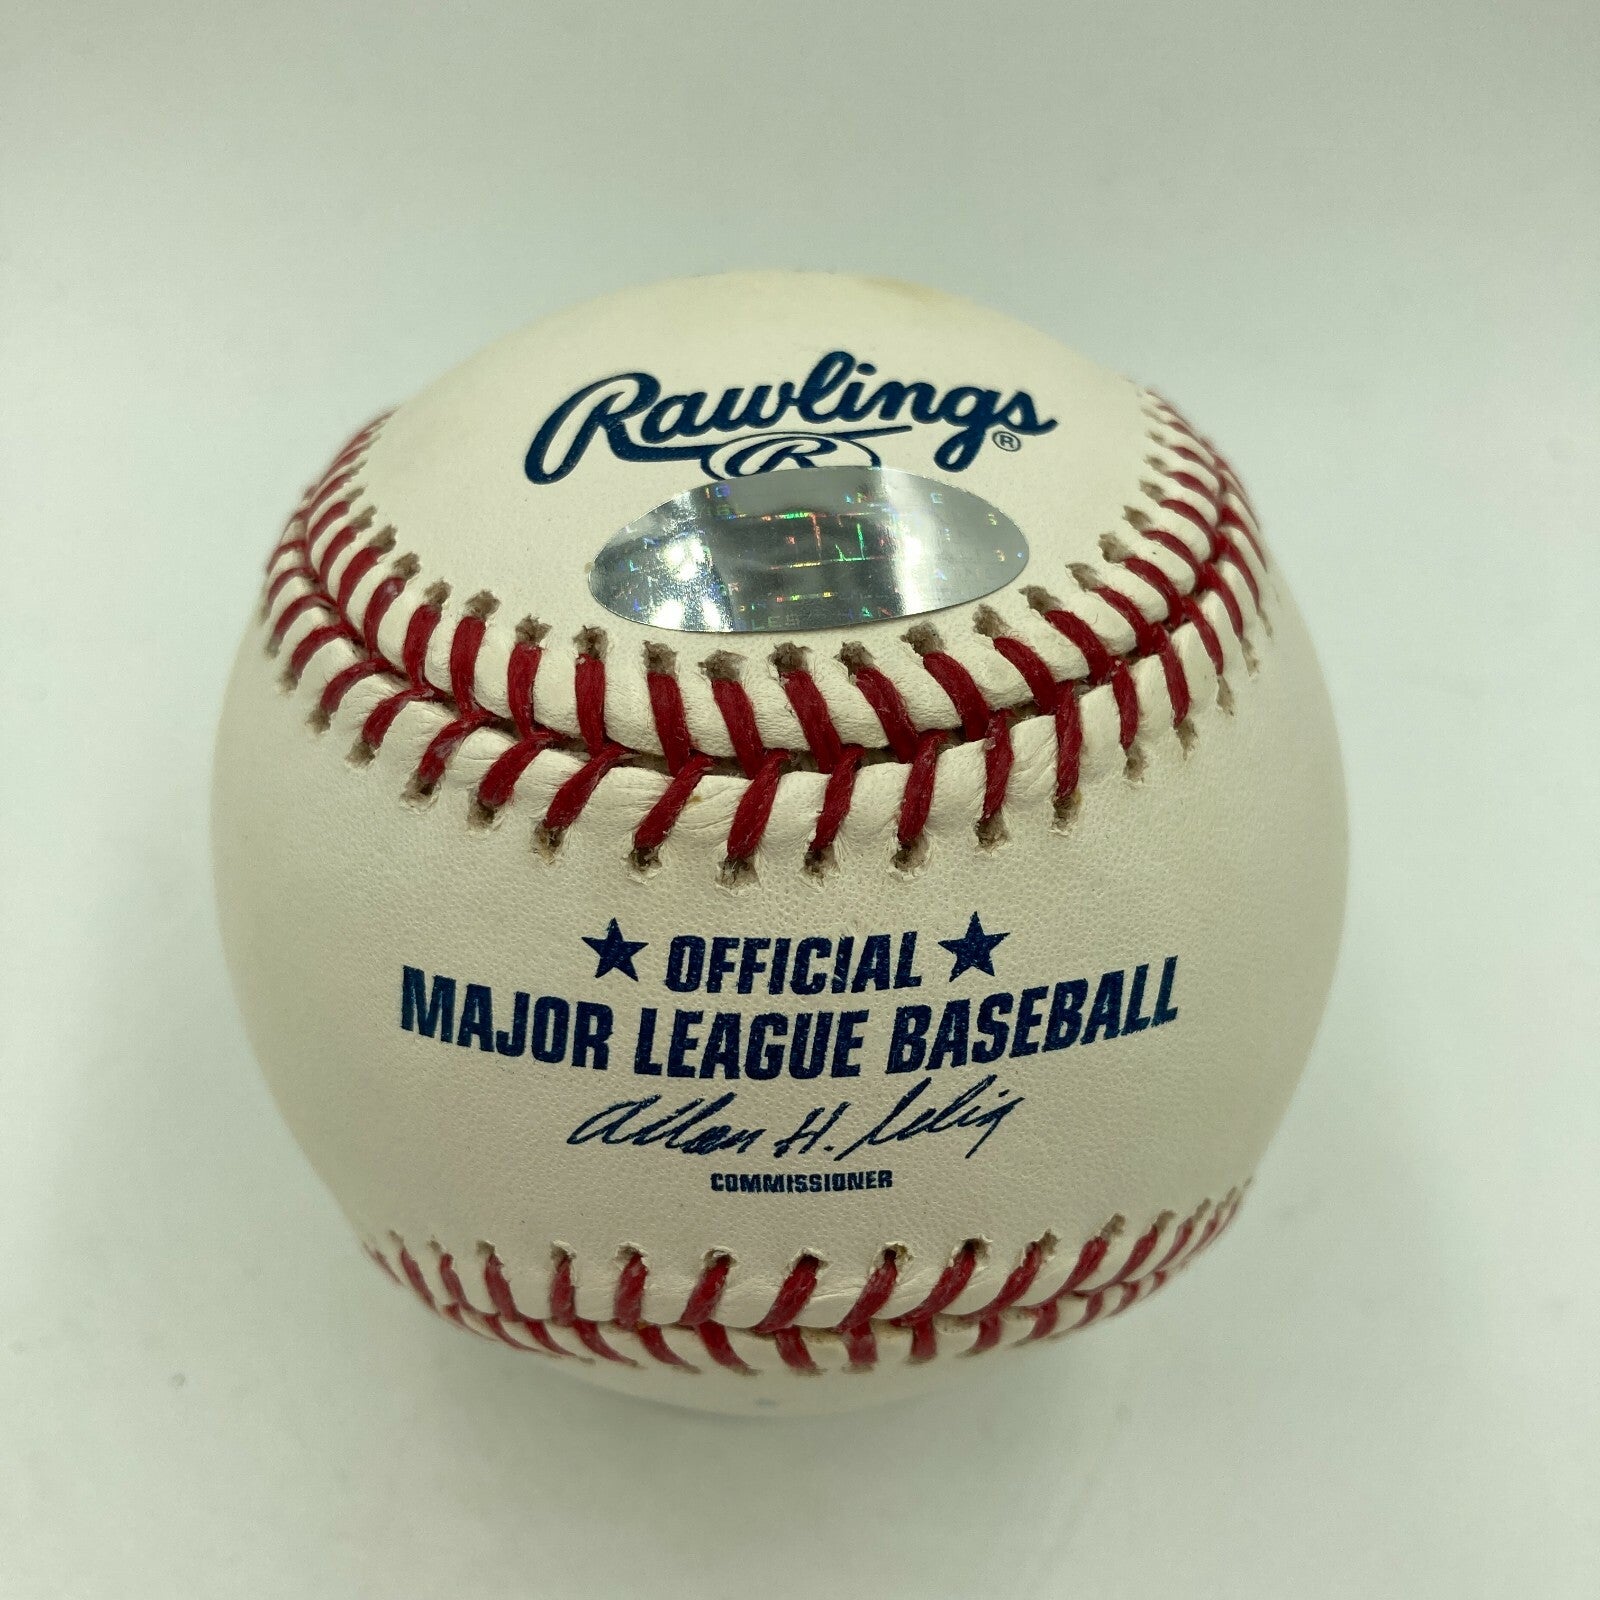 Rawlings®
R
OFFICIAL
MAJOR LEAGUE BASEBALL
Allan H. Selig
COMMISSIONER